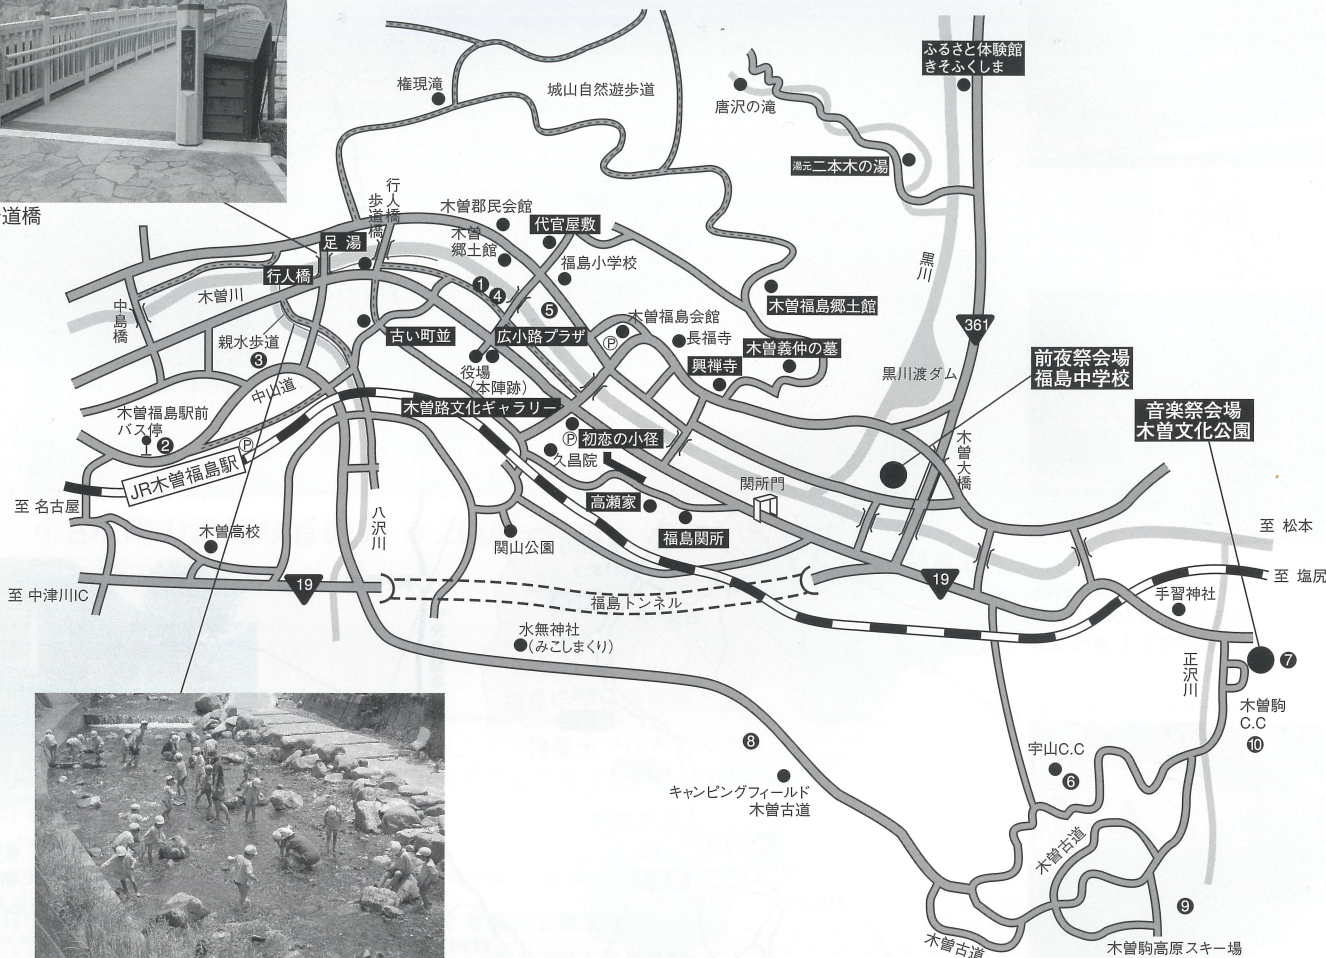 木曽川
道橋
権現滝
城山自然遊歩道
唐沢の滝
ふるさと体験館
きそふくしま
湯元二本木の湯
行人橋
歩道橋
木曽郡民会館
代官屋敷
足湯
木曽
郷土館
福島小学校
行人橋
木曽川
中島橋
黒川
木曽福島郷土館
1
4
5
361
親水歩道
3
古い町並
広小路プラザ
P
木曽福島会館
長福寺
木曽義仲の墓
興禅寺
黒川渡ダム
前夜祭会場
福島中学校
役場
(本陣跡)
中山道
木曽路文化ギャラリー
音楽祭会場
木曽文化公園
木曽福島駅前
バス停
2
P
JR木曽福島駅
P
初恋の小径
久昌院
木曽大橋
関所門
至 名古屋
木曽高校
八沢川
関山公園
高瀬家
福島関所
至 松本
至 塩尻
至 中津川IC
19
福島トンネル
19
手習神社
水無神社
(みこしまくり)
正沢川
7
木曽駒
C.C
10
8
宇山C.C
6
キャンピングフィールド
木曽古道
木曽古道
9
木曽古道
木曽駒高原スキー場